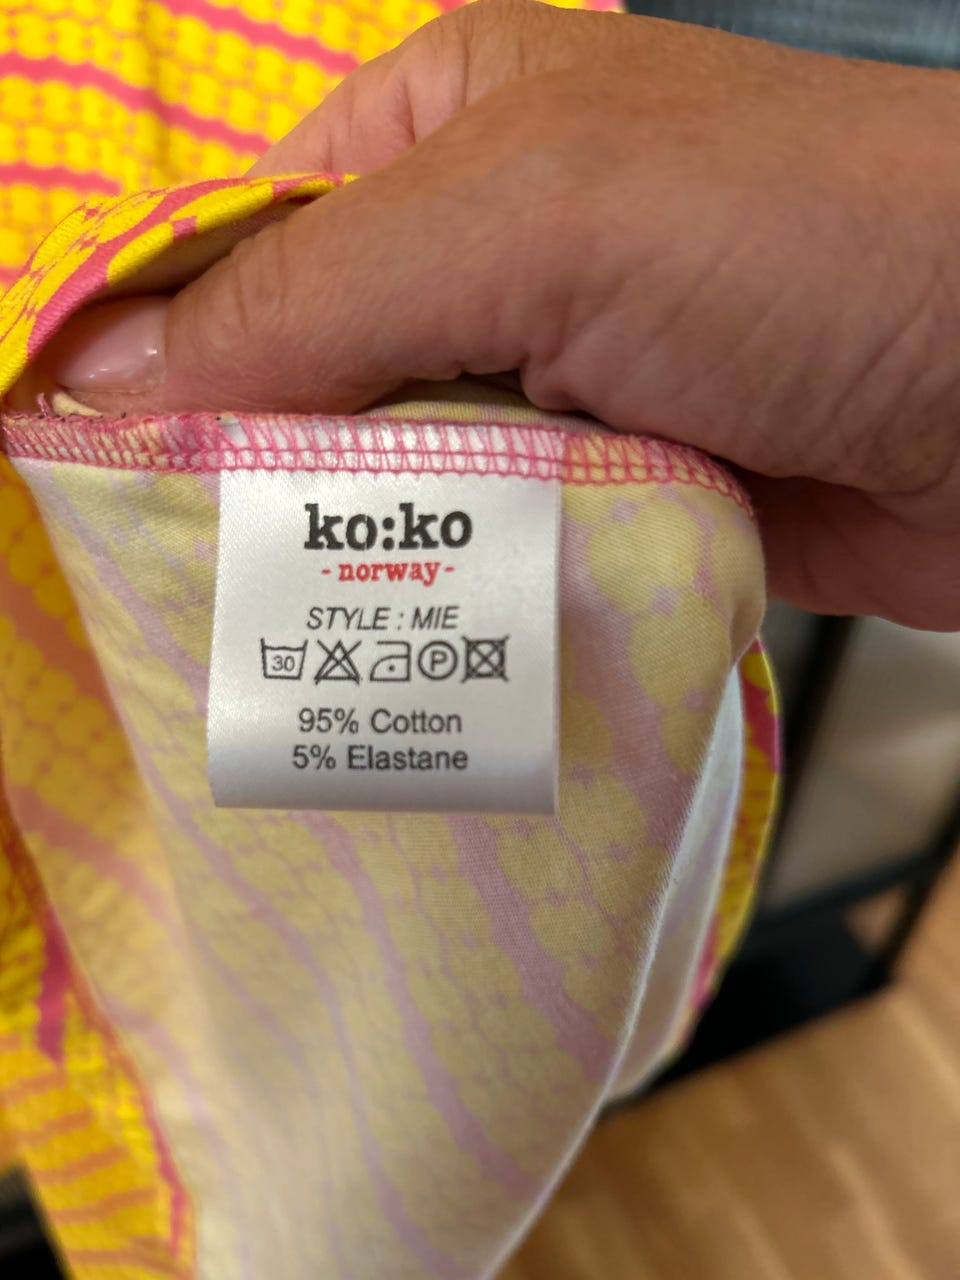 ko:ko
- norway -
STYLE : MIE
30 P
95% Cotton
5% Elastane